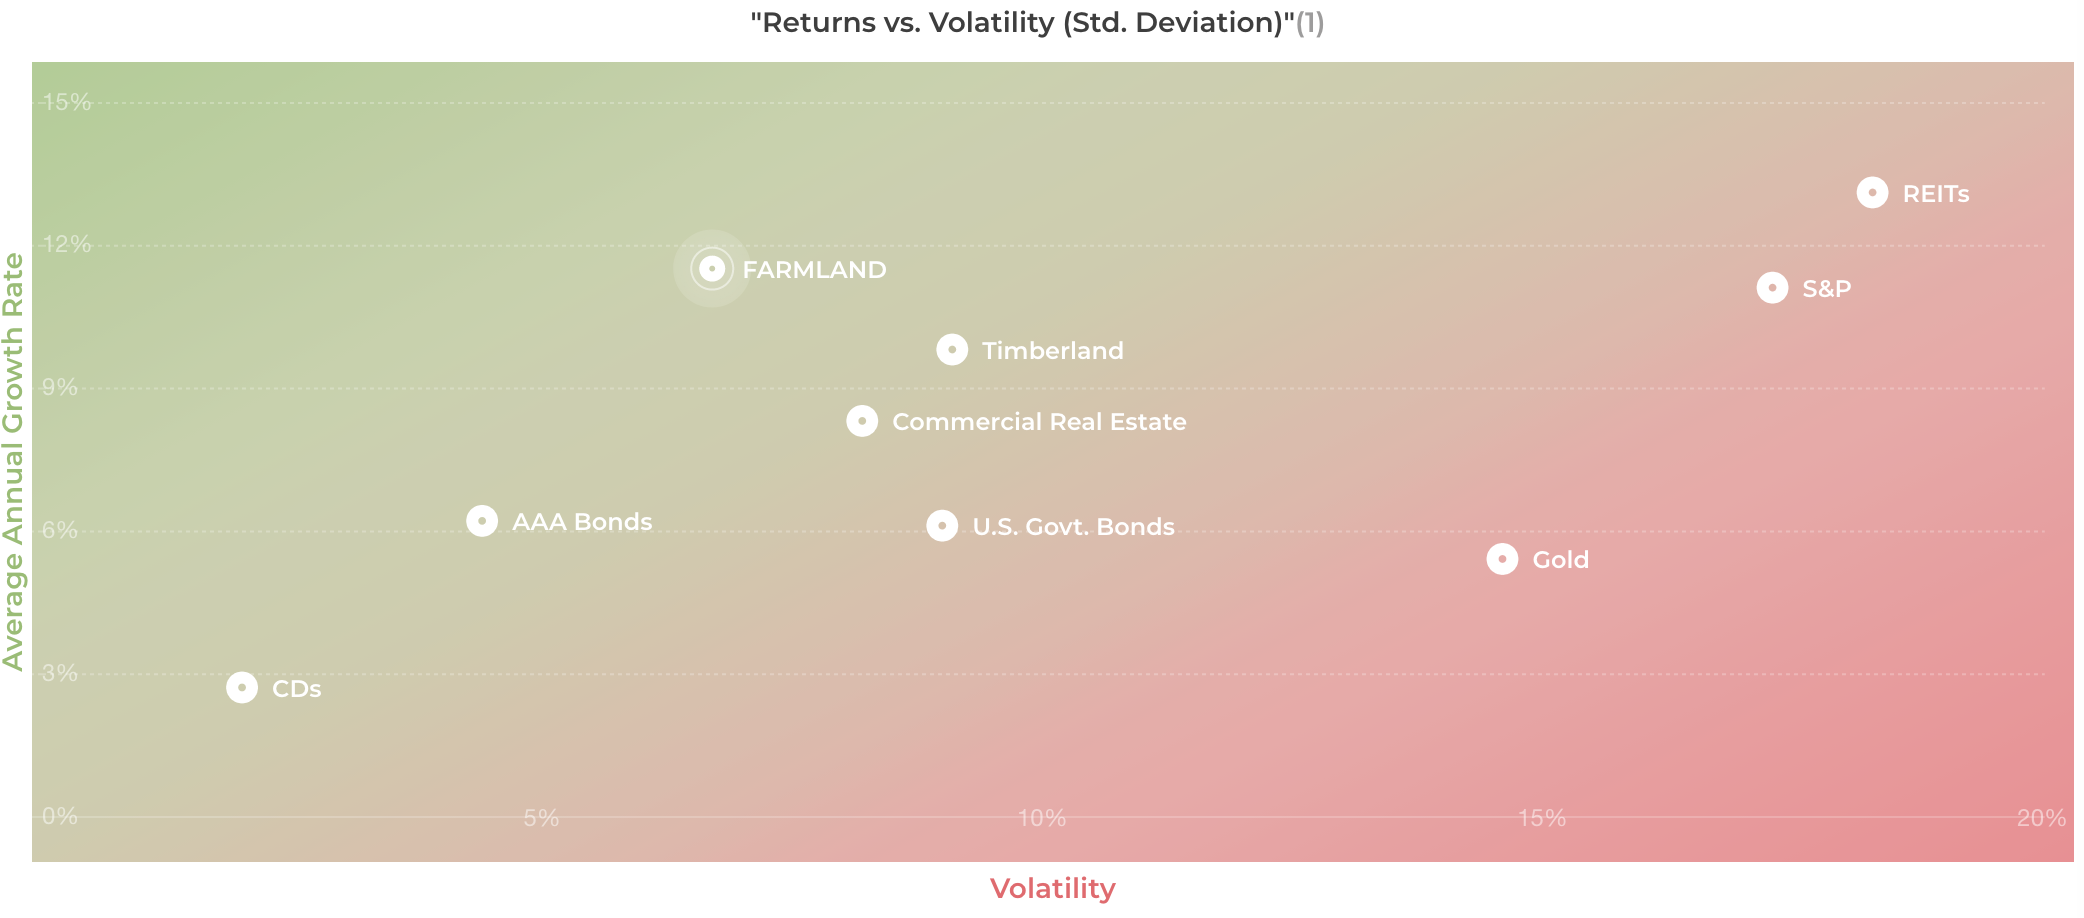 "Returns vs. Volatility (Std. Deviation)"(1)
15%
REITs
12%
FARMLAND
S&P
Timberland
9%
Commercial Real Estate
AAA Bonds
6%
U.S. Govt. Bonds
Gold
3%
CDs
0%
5%
10%
15%
20%
Average Annual Growth Rate
Volatility